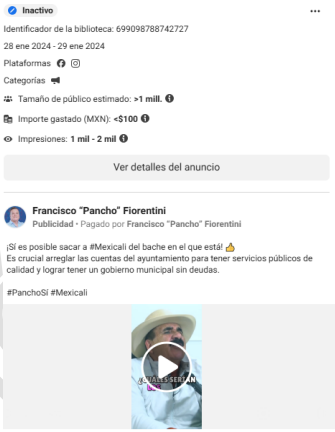 Inactivo
Identificador de la biblioteca: 699098788742727
28 ene 2024 - 29 ene 2024
Plataformas
Categorías
Tamaño de público estimado: >1 mill.
Importe gastado (MXN): <$100
Impresiones: 1 mil - 2 mil
Ver detalles del anuncio
Francisco "Pancho" Fiorentini
Publicidad • Pagado por Francisco "Pancho" Fiorentini
¡Sí es posible sacar a #Mexicali del bache en el que está! 👍
Es crucial arreglar las cuentas del ayuntamiento para tener servicios públicos de
calidad y lograr tener un gobierno municipal sin deudas.
#PanchoSí #Mexicali
¿CUÁLES SERÍAN